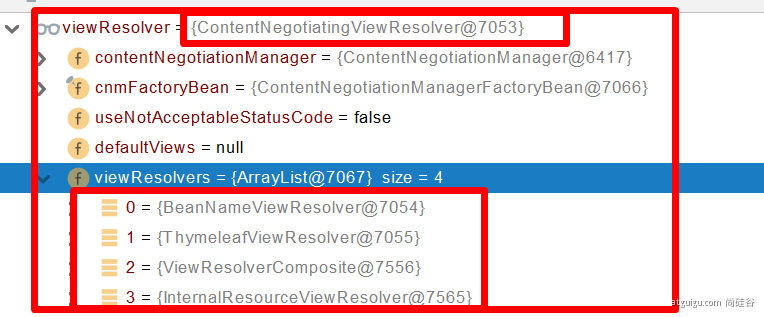 viewResolver = {ContentNegotiatingViewResolver@7053}
f contentNegotiationManager = {ContentNegotiationManager@6417}
f cnmFactoryBean = {ContentNegotiationManagerFactoryBean@7066}
f useNotAcceptableStatusCode = false
f defaultViews = null
f viewResolvers = {ArrayList@7067} size = 4
0 = {BeanNameViewResolver@7054}
1 = {ThymeleafViewResolver@7055}
2 = {ViewResolverComposite@7556}
3 = {InternalResourceViewResolver@7565}
atguigu.com 尚硅谷